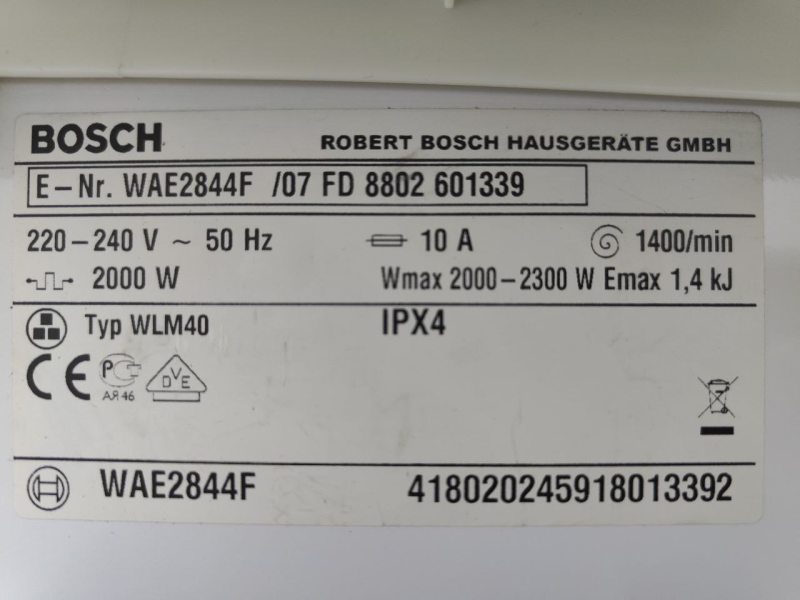 BOSCH
ROBERT BOSCH HAUSGERÄTE GMBH
E-Nr. WAE2844F /07 FD 8802 601339
220-240 V ~ 50 Hz 10 A 1400/min
2000 W Wmax 2000-2300 W Emax 1,4 kJ
Typ WLM40 IPX4
CE PC DVE
АЯ46
WAE2844F 418020245918013392